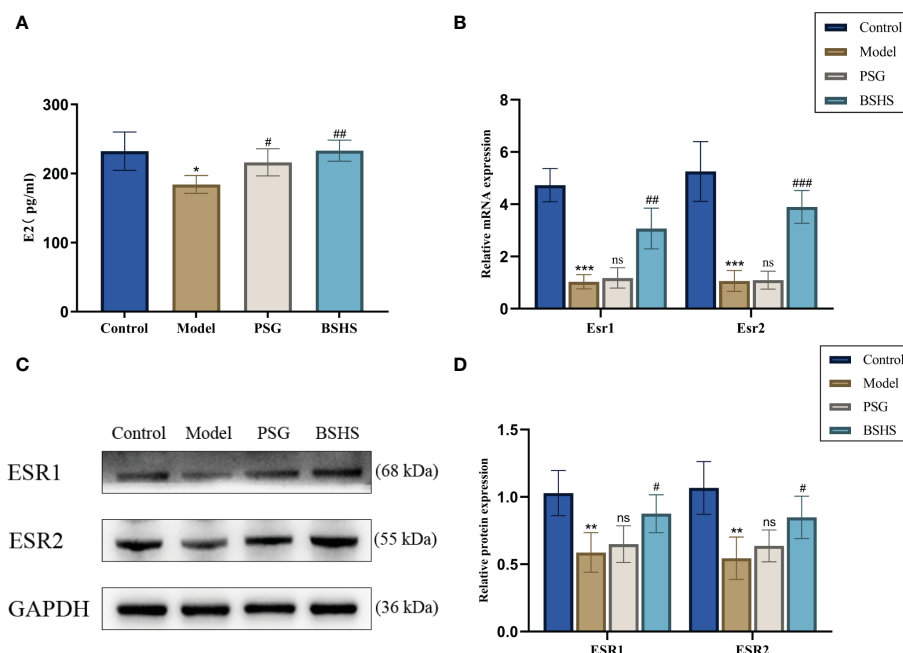 A
E2( pg/ml)
300
200
100
0
*
#
##
Control Model PSG BSHS
B
Control
Model
PSG
BSHS
Relative mRNA expression
8
6
4
2
0
*** ns ##
*** ns ###
Esr1 Esr2
C
Control Model PSG BSHS
ESR1 (68 kDa)
ESR2 (55 kDa)
GAPDH (36 kDa)
D
Control
Model
PSG
BSHS
Relative protein expression
1.5
1.0
0.5
0.0
** ns #
** ns #
ESR1 ESR2